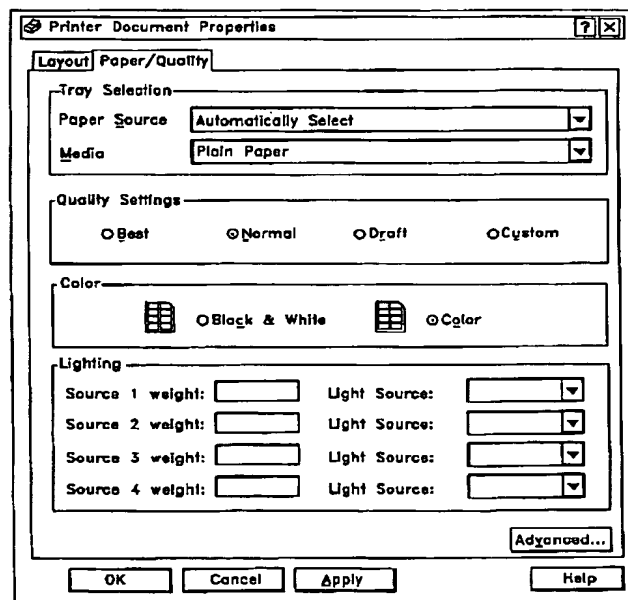 Printer Document Properties ? X
Layout Paper/Quality
Tray Selection
Paper Source Automatically Select
Media Plain Paper
Quality Settings
Best Normal Draft Custom
Color
Black & White Color
Lighting
Source 1 weight: Light Source:
Source 2 weight: Light Source:
Source 3 weight: Light Source:
Source 4 weight: Light Source:
Advanced...
OK Cancel Apply Help